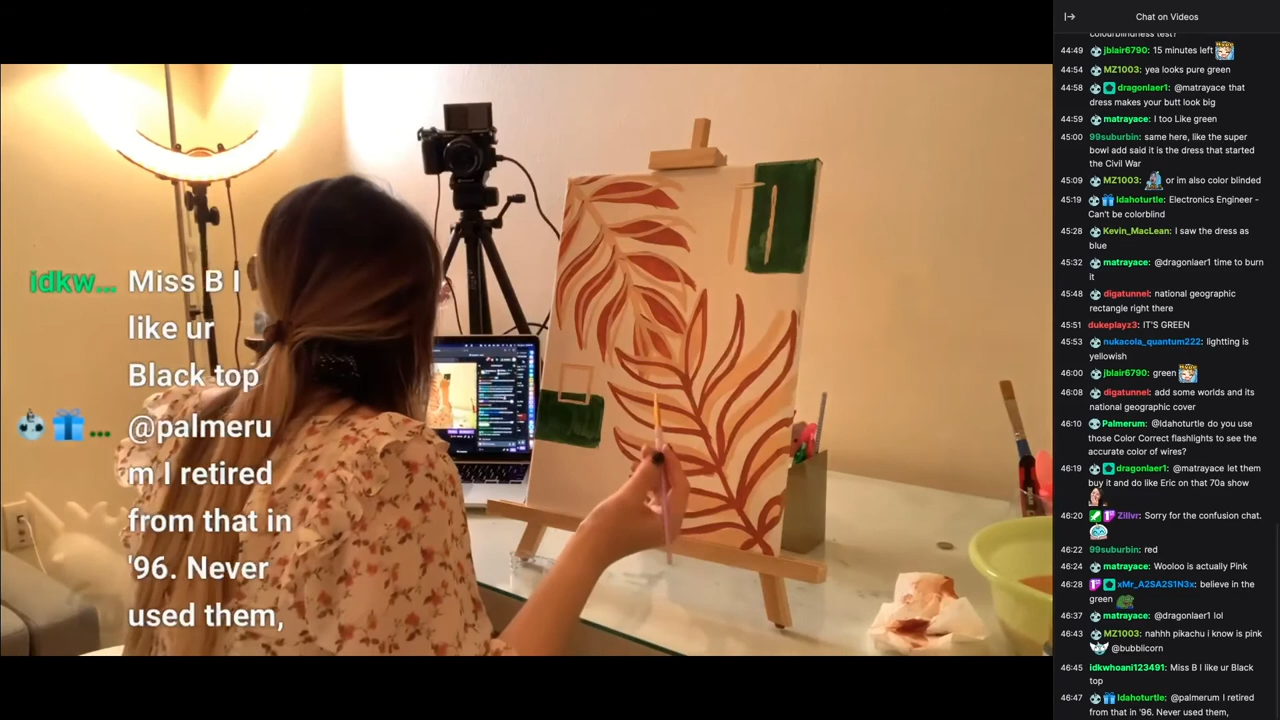 idkw... Miss B I
like ur
Black top
... @palmeru
m I retired
from that in
'96. Never
used them,
Chat on Videos
colourblindness test?
44:49 jblair6790: 15 minutes left
44:54 MZ1003: yea looks pure green
44:58 dragonlaer1: @matrayace that
dress makes your butt look big
44:59 matrayace: I too Like green
45:00 99suburbin: same here, like the super
bowl add said it is the dress that started
the Civil War
45:09 MZ1003: or im also color blinded
45:19 Idahoturtle: Electronics Engineer -
Can't be colorblind
45:28 Kevin_MacLean: I saw the dress as
blue
45:32 matrayace: @dragonlaer1 time to burn
it
45:48 digatunnel: national geographic
rectangle right there
45:51 dukeplayz3: IT'S GREEN
45:53 nukacola_quantum222: lightting is
yellowish
46:00 jblair6790: green
46:08 digatunnel: add some worlds and its
national geographic cover
46:10 Palmerum: @Idahoturtle do you use
those Color Correct flashlights to see the
accurate color of wires?
46:19 dragonlaer1: @matrayace let them
buy it and do like Eric on that 70a show
46:20 Zillvr: Sorry for the confusion chat.
46:22 99suburbin: red
46:24 matrayace: Wooloo is actually Pink
46:28 xMr_A2SA2S1N3x: believe in the
green
46:37 matrayace: @dragonlaer1 lol
46:43 MZ1003: nahhh pikachu i know is pink
@bubblicorn
46:45 idkwhoani123491: Miss B I like ur Black
top
46:47 Idahoturtle: @palmerum I retired
from that in '96. Never used them,